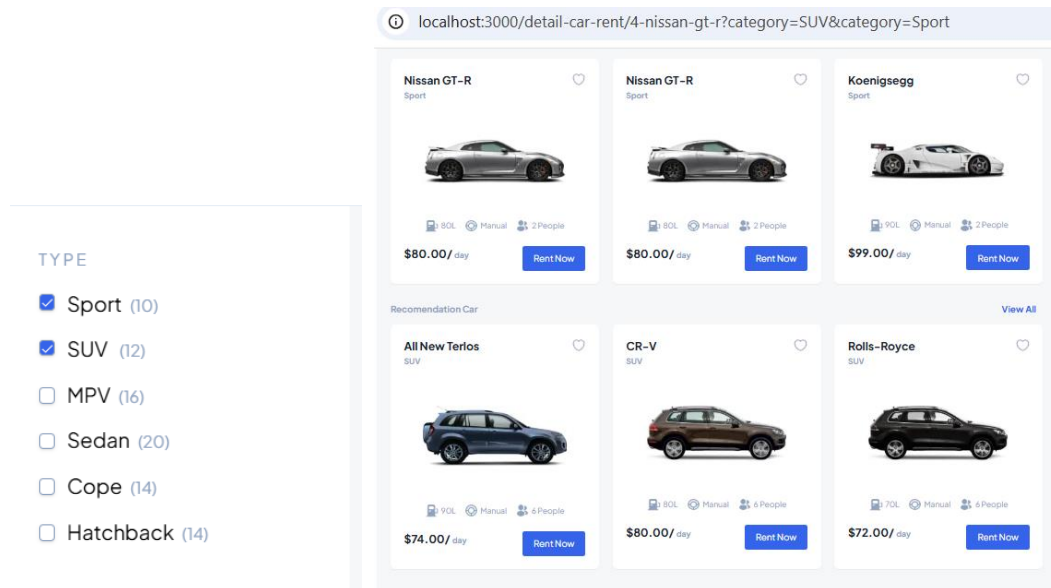 localhost:3000/detail-car-rent/4-nissan-gt-r?category=SUV&category=Sport
TYPE
Sport (10)
SUV (12)
MPV (16)
Sedan (20)
Cope (14)
Hatchback (14)
Nissan GT-R
Sport
80L Manual 2 People
$80.00/ day
Rent Now
Nissan GT-R
Sport
80L Manual 2 People
$80.00/ day
Rent Now
Koenigsegg
Sport
90L Manual 2 People
$99.00/ day
Rent Now
Recomendation Car
View All
All New Terlos
SUV
90L Manual 6 People
$74.00/ day
Rent Now
CR-V
SUV
80L Manual 6 People
$80.00/ day
Rent Now
Rolls-Royce
SUV
70L Manual 6 People
$72.00/ day
Rent Now